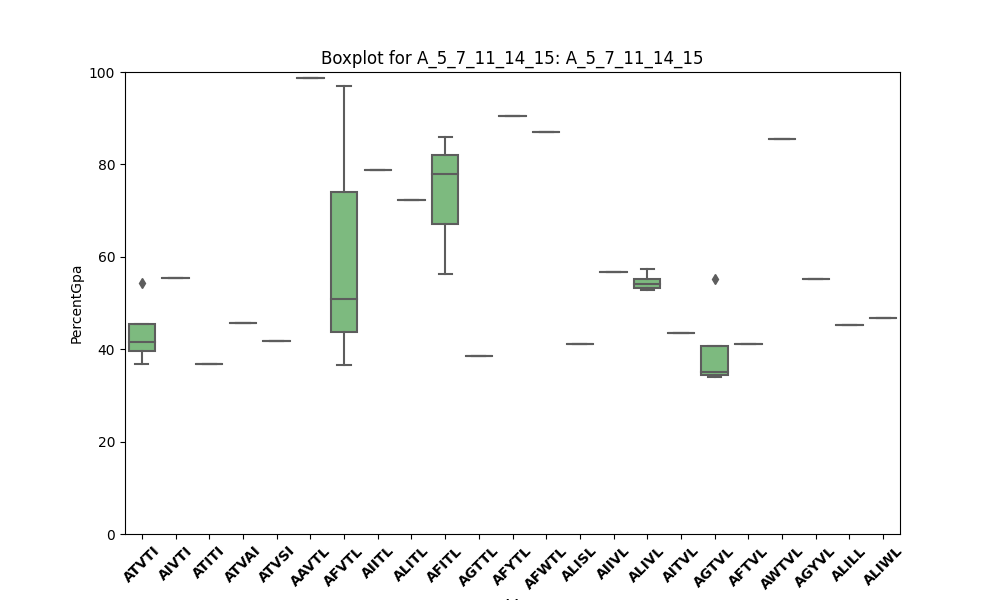 Boxplot for A_5_7_11_14_15: A_5_7_11_14_15
PercentGpa
100
80
60
40
20
0
ATVTI
AIVTI
ATITI
ATVAI
ATVSI
AAVTL
AFVTL
AIITL
ALITL
AFITL
AGTTL
AFYTL
AFWTL
ALISL
AIIVL
ALIVL
AITVL
AGTVL
AFTVL
AWTVL
AGYVL
ALILL
ALIWL